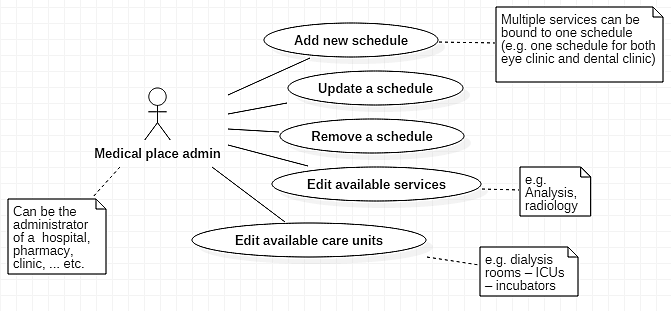 Multiple services can be
bound to one schedule
(e.g. one schedule for both
eye clinic and dental clinic)
Add new schedule
Update a schedule
Remove a schedule
Medical place admin
Edit available services
e.g.
Analysis,
radiology
Can be the
administrator
of a  hospital,
pharmacy,
clinic, ... etc.
Edit available care units
e.g. dialysis
rooms – ICUs
– incubators